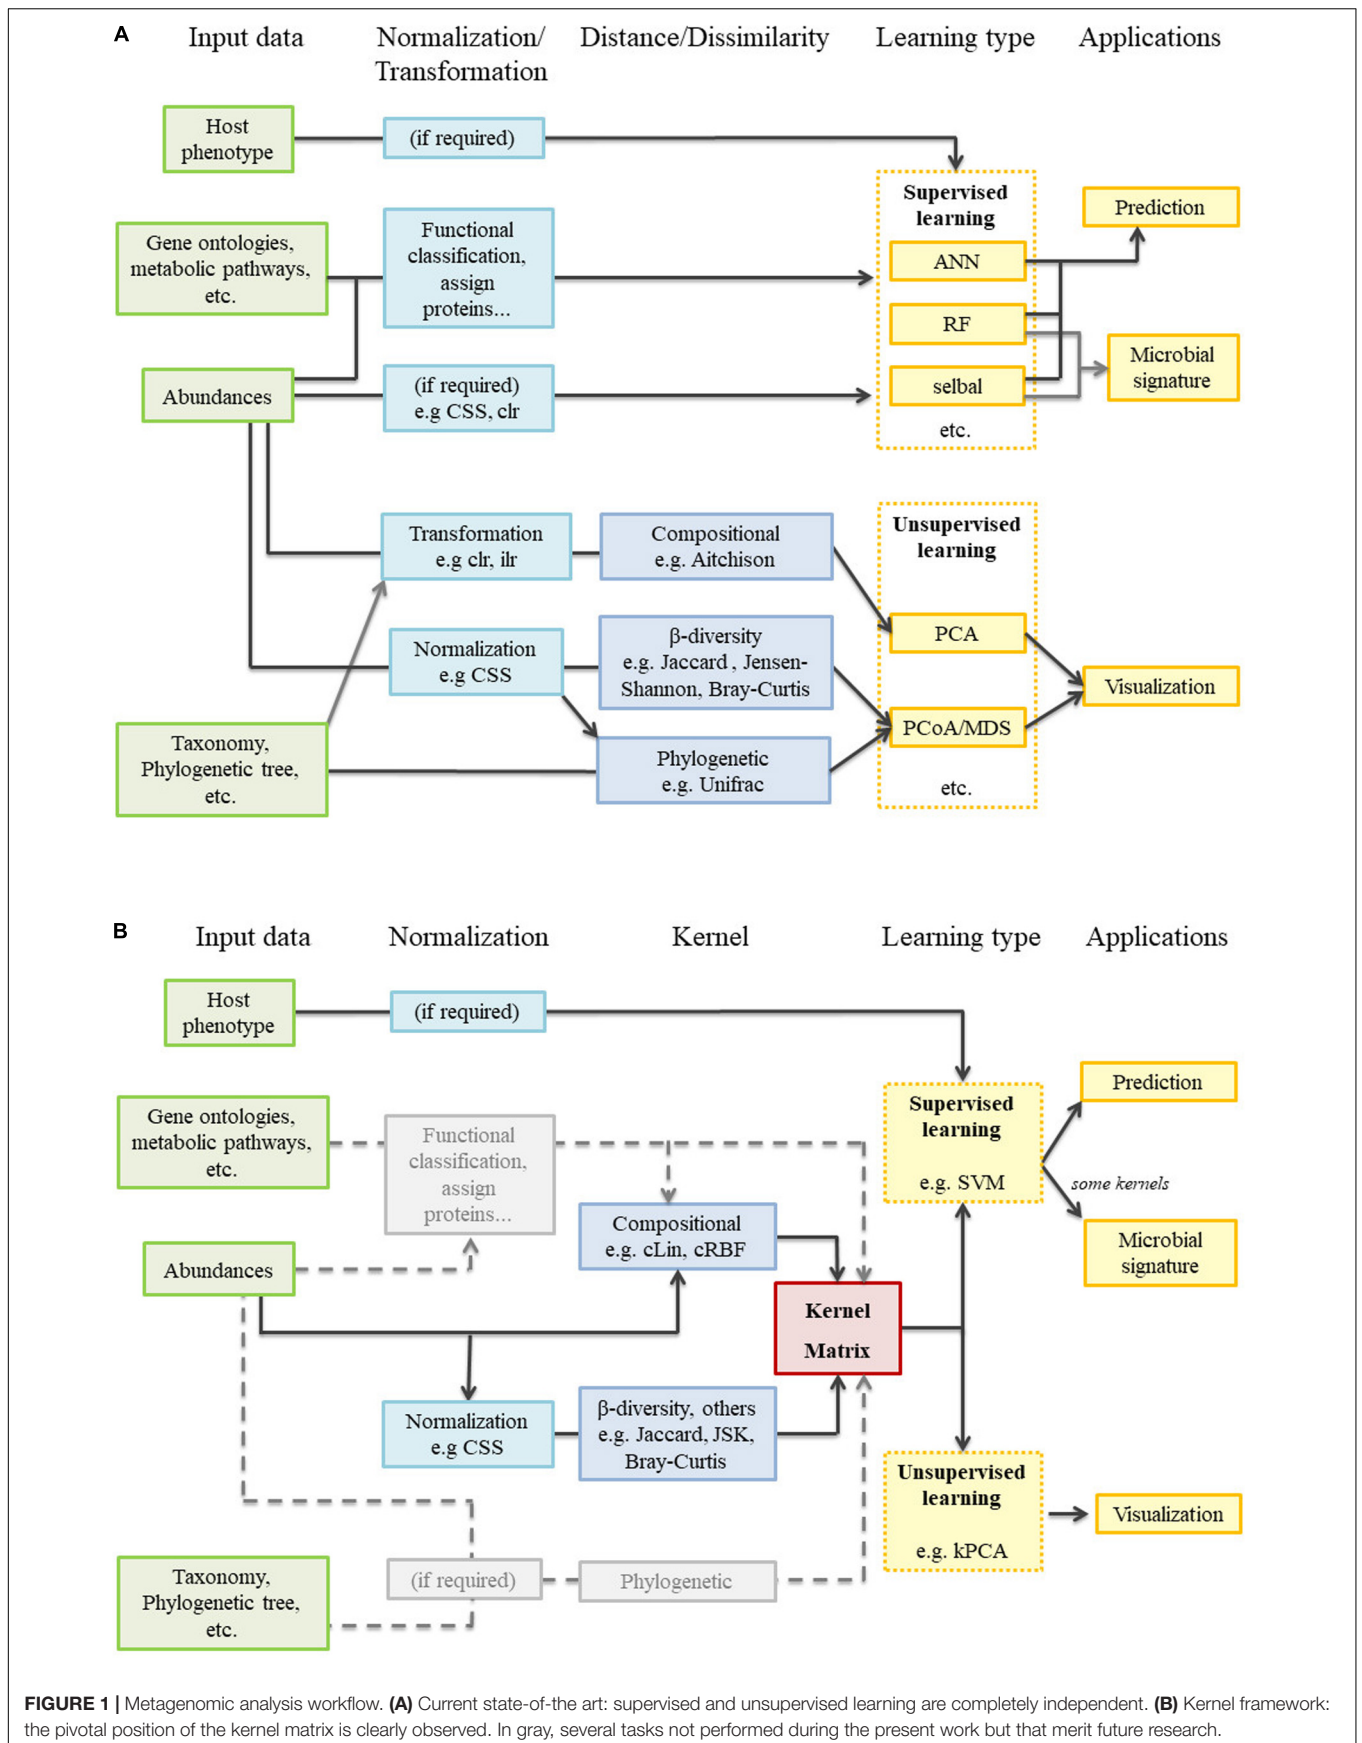 A
Input data
Normalization/
Transformation
Distance/Dissimilarity
Learning type
Applications
Host
phenotype
(if required)
Gene ontologies,
metabolic pathways,
etc.
Functional
classification,
assign
proteins...
Abundances
(if required)
e.g CSS, clr
Supervised
learning
ANN
RF
selbal
etc.
Prediction
Microbial
signature
Transformation
e.g clr, ilr
Compositional
e.g. Aitchison
Normalization
e.g CSS
β-diversity
e.g. Jaccard , Jensen-
Shannon, Bray-Curtis
Taxonomy,
Phylogenetic tree,
etc.
Phylogenetic
e.g. Unifrac
Unsupervised
learning
PCA
PCoA/MDS
etc.
Visualization
B
Input data
Normalization
Kernel
Learning type
Applications
Host
phenotype
(if required)
Gene ontologies,
metabolic pathways,
etc.
Functional
classification,
assign
proteins...
Abundances
Compositional
e.g. cLin, cRBF
Kernel
Matrix
Normalization
e.g CSS
β-diversity, others
e.g. Jaccard, JSK,
Bray-Curtis
Taxonomy,
Phylogenetic tree,
etc.
(if required)
Phylogenetic
Supervised
learning
e.g. SVM
Prediction
some kernels
Microbial
signature
Unsupervised
learning
e.g. kPCA
Visualization
FIGURE 1 | Metagenomic analysis workflow. (A) Current state-of-the art: supervised and unsupervised learning are completely independent. (B) Kernel framework:
the pivotal position of the kernel matrix is clearly observed. In gray, several tasks not performed during the present work but that merit future research.